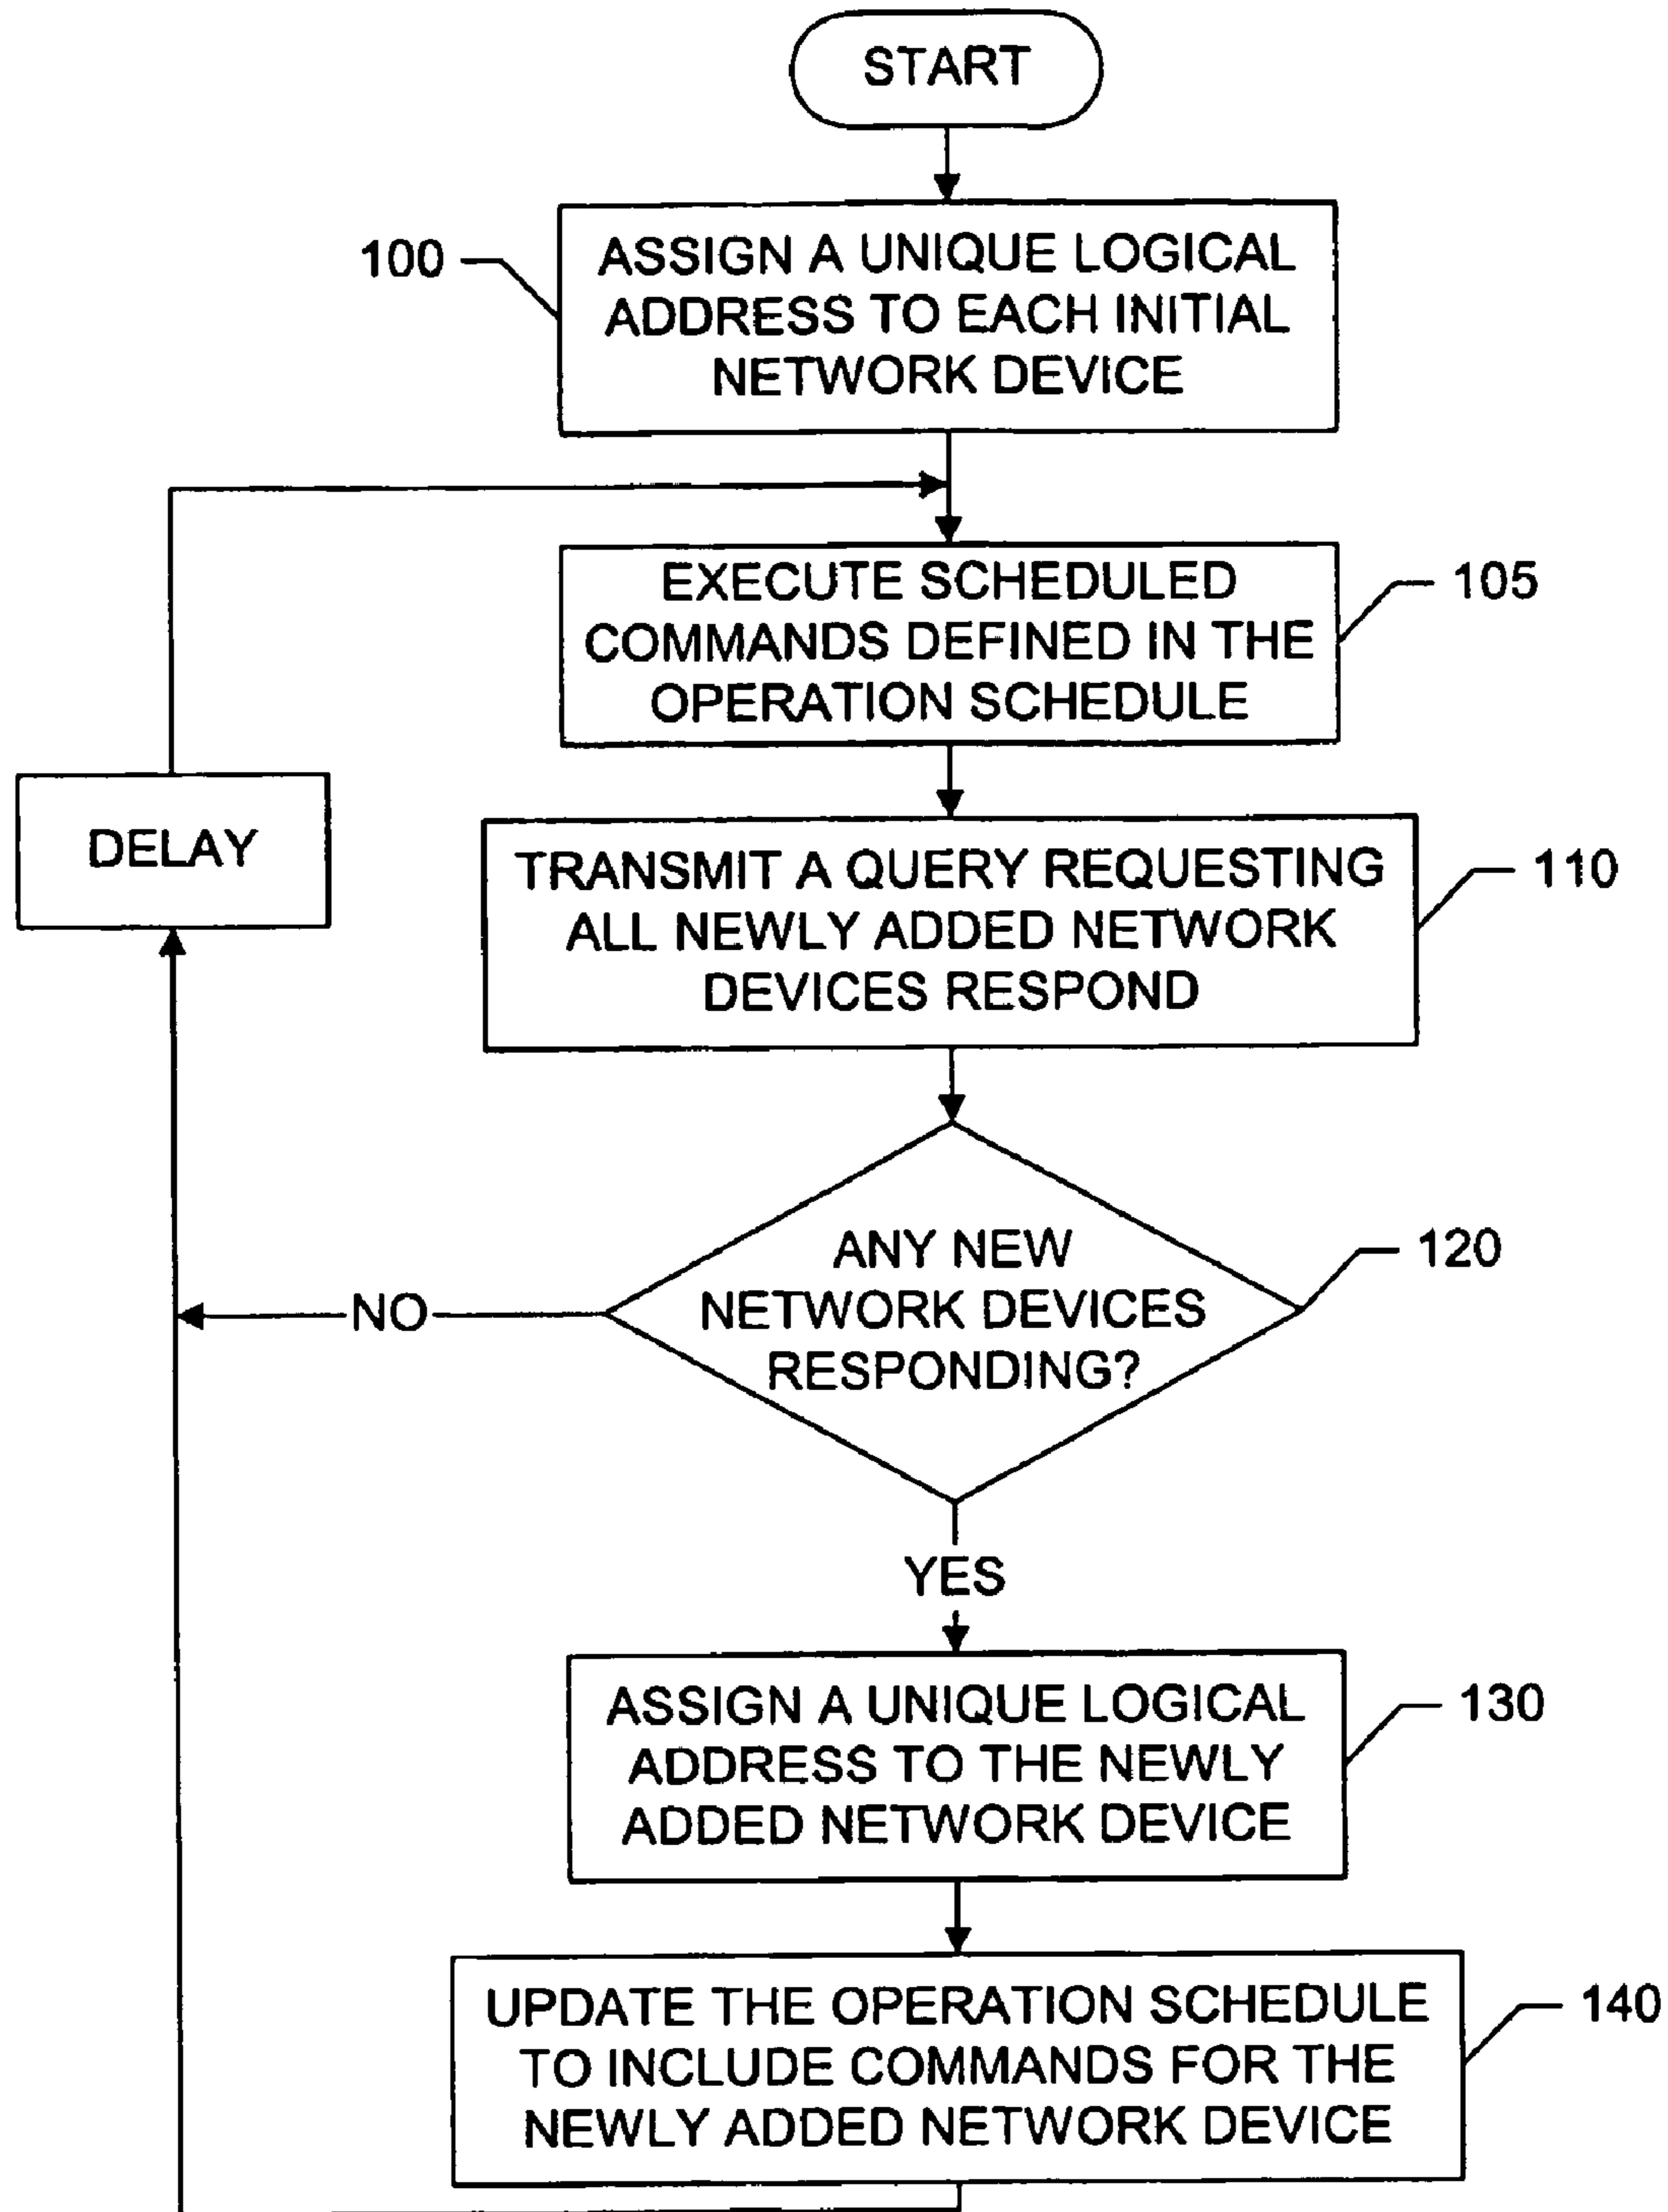 START
100
ASSIGN A UNIQUE LOGICAL
ADDRESS TO EACH INITIAL
NETWORK DEVICE
EXECUTE SCHEDULED
COMMANDS DEFINED IN THE
OPERATION SCHEDULE
105
DELAY
TRANSMIT A QUERY REQUESTING
ALL NEWLY ADDED NETWORK
DEVICES RESPOND
110
ANY NEW
NETWORK DEVICES
RESPONDING?
120
NO
YES
ASSIGN A UNIQUE LOGICAL
ADDRESS TO THE NEWLY
ADDED NETWORK DEVICE
130
UPDATE THE OPERATION SCHEDULE
TO INCLUDE COMMANDS FOR THE
NEWLY ADDED NETWORK DEVICE
140